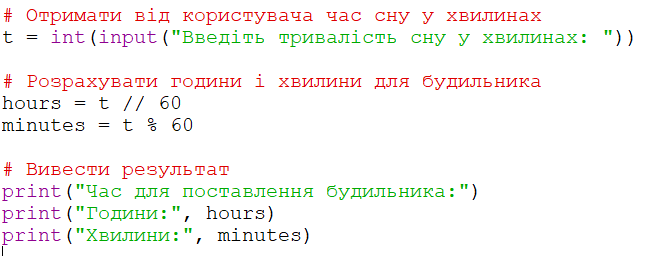 # Отримати від користувача час сну у хвилинах
t = int(input("Введіть тривалість сну у хвилинах: "))
# Розрахувати години і хвилини для будильника
hours = t // 60
minutes = t % 60
# Вивести результат
print("Час для поставлення будильника:")
print("Години:", hours)
print("Хвилини:", minutes)